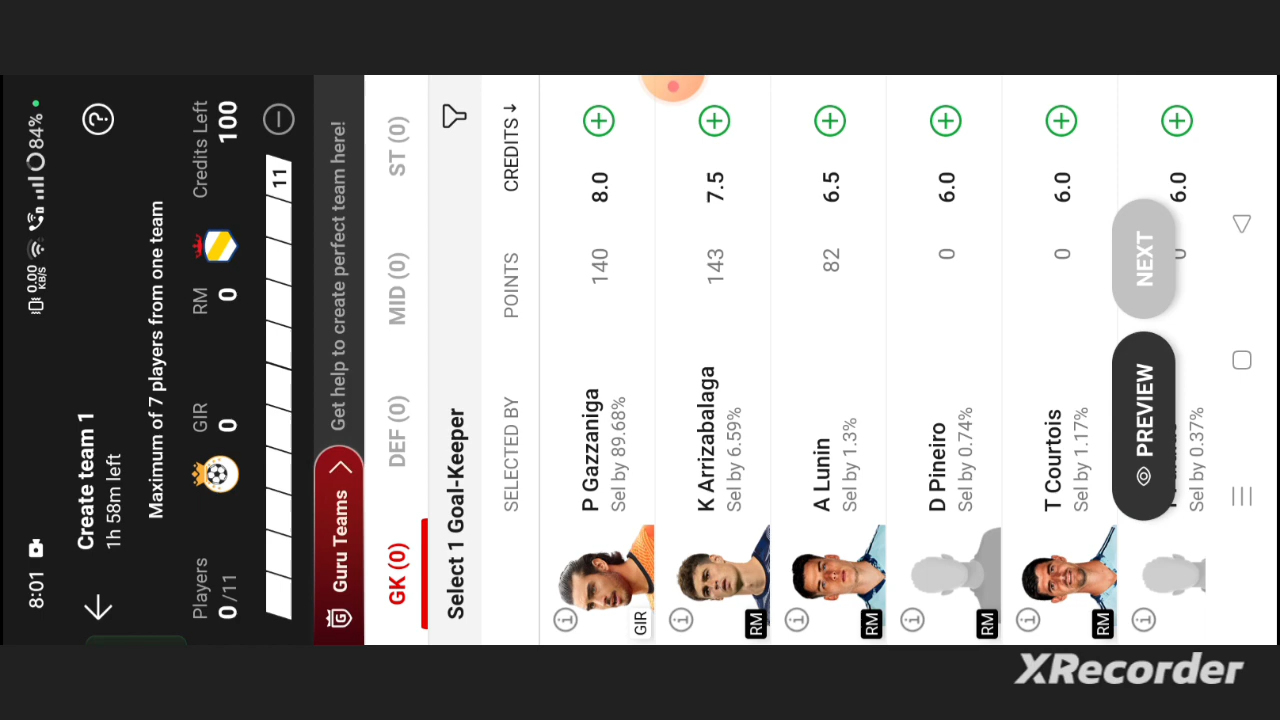 8:01
0.00 KB/S
84%
Create team 1
1h 58m left
Maximum of 7 players from one team
Players
GIR
RM
Credits Left
0/11
0
0
100
11
Guru Teams
Get help to create perfect team here!
GK (0)
DEF (0)
MID (0)
ST (0)
Select 1 Goal-Keeper
SELECTED BY
POINTS
CREDITS
P Gazzaniga
Sel by 89.68%
140
8.0
GIR
K Arrizabalaga
Sel by 6.59%
143
7.5
RM
A Lunin
Sel by 1.3%
82
6.5
RM
D Pineiro
Sel by 0.74%
0
6.0
RM
T Courtois
Sel by 1.17%
0
6.0
RM
Sel by 0.37%
6.0
PREVIEW
NEXT
XRecorder